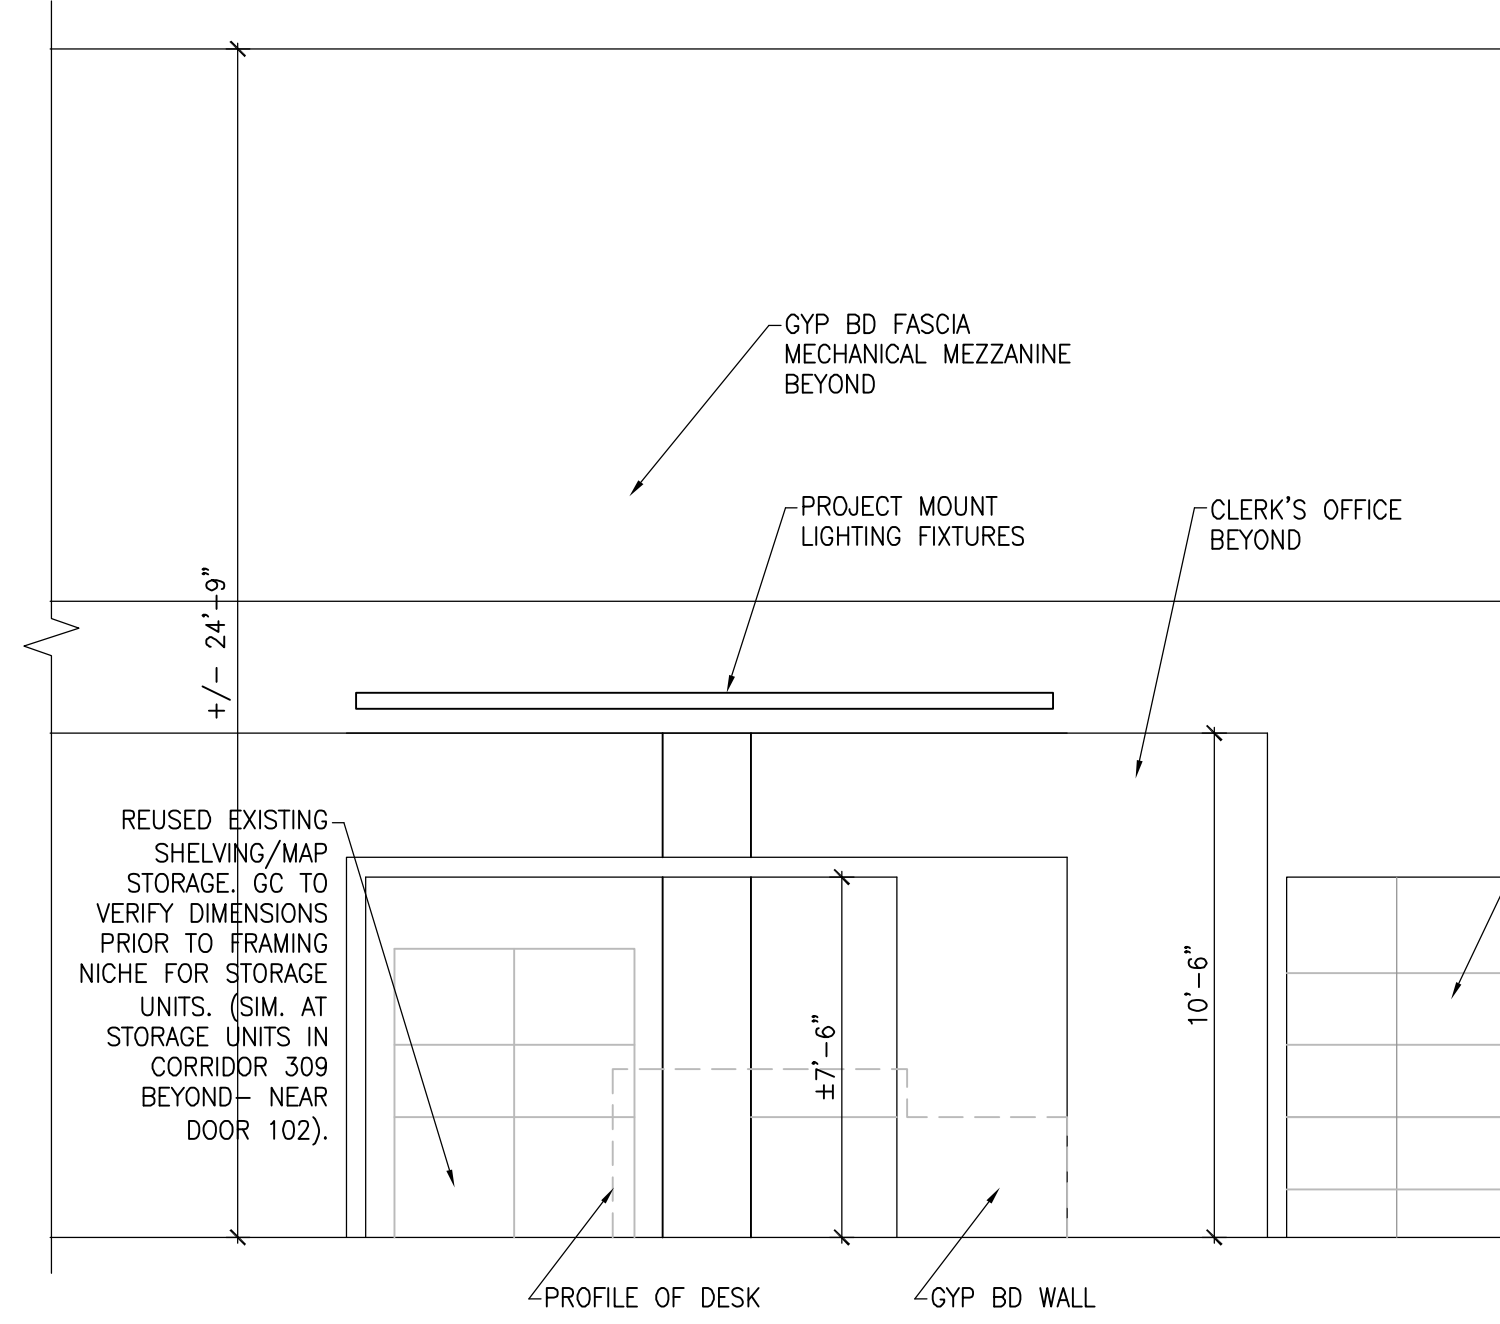 GYP BD FASCIA
MECHANICAL MEZZANINE
BEYOND
PROJECT MOUNT
LIGHTING FIXTURES
CLERK'S OFFICE
BEYOND
+/- 24'-9"
REUSED EXISTING
SHELVING/MAP
STORAGE. GC TO
VERIFY DIMENSIONS
PRIOR TO FRAMING
NICHE FOR STORAGE
UNITS. (SIM. AT
STORAGE UNITS IN
CORRIDOR 309
BEYOND- NEAR
DOOR 102).
±7'-6"
10'-6"
PROFILE OF DESK
GYP BD WALL